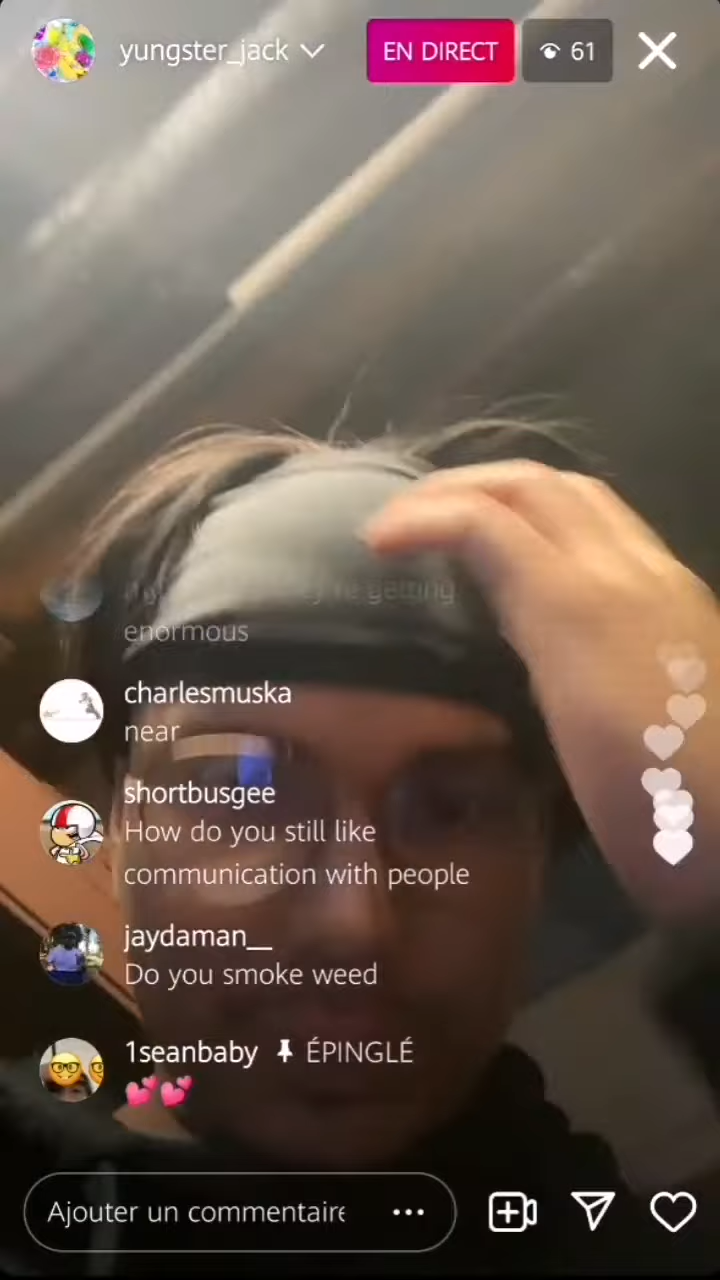 yungster_jack
EN DIRECT
61
getting
enormous
charlesmuska
near
shortbusgee
How do you still like
communication with people
jaydaman__
Do you smoke weed
1seanbaby ÉPINGLÉ
💕💕
Ajouter un commentaire